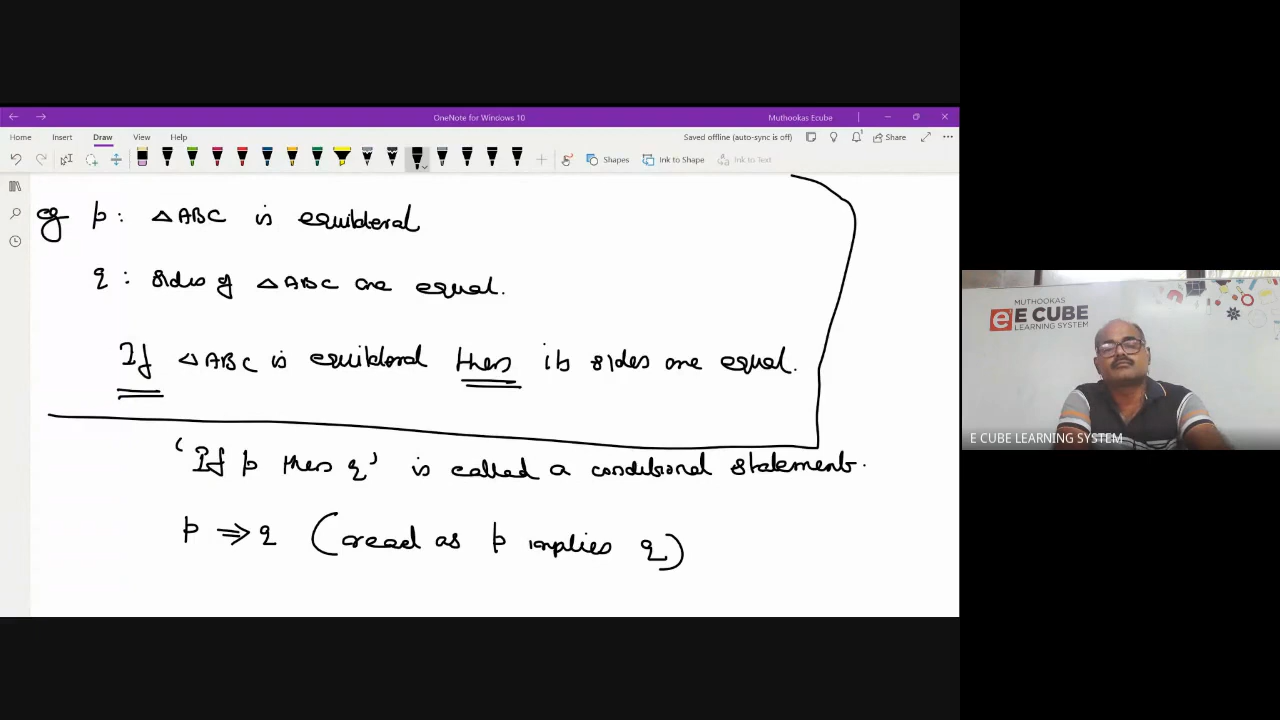 OneNote for Windows 10
Muthookas Ecube
Home Insert Draw View Help
Saved offline (auto-sync is off)
Share
Shapes
Ink to Shape
Ink to Text
eg p : △ABC is equilateral
q : sides of △ABC are equal.
If △ABC is equilateral then its sides are equal.
'If p then q' is called a conditional statement.
p ⇒ q (read as p implies q)
MUTHOOKAS
e E CUBE
LEARNING SYSTEM
E CUBE LEARNING SYSTEM